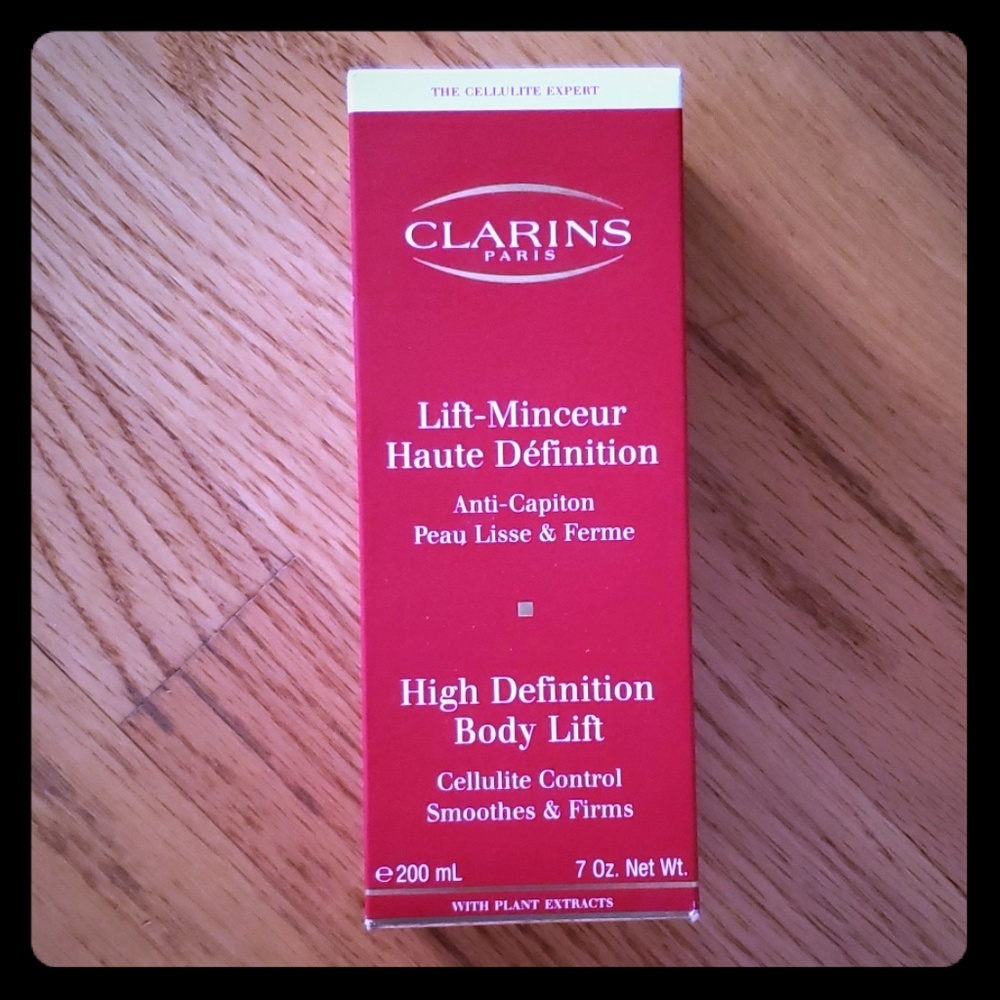 THE CELLULITE EXPERT
CLARINS
PARIS
Lift-Minceur
Haute Définition
Anti-Capiton
Peau Lisse & Ferme
High Definition
Body Lift
Cellulite Control
Smoothes & Firms
℮200 mL 7 Oz. Net Wt.
WITH PLANT EXTRACTS